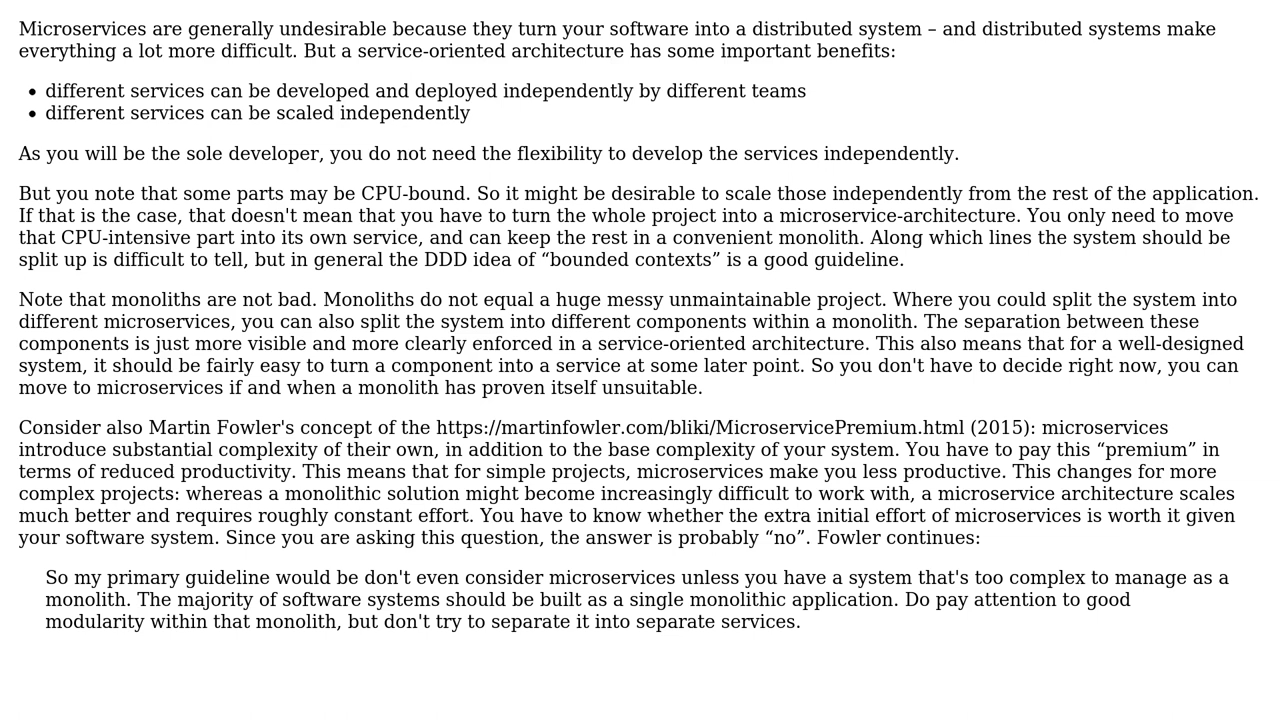 Microservices are generally undesirable because they turn your software into a distributed system – and distributed systems make
everything a lot more difficult. But a service-oriented architecture has some important benefits:
• different services can be developed and deployed independently by different teams
• different services can be scaled independently
As you will be the sole developer, you do not need the flexibility to develop the services independently.
But you note that some parts may be CPU-bound. So it might be desirable to scale those independently from the rest of the application.
If that is the case, that doesn't mean that you have to turn the whole project into a microservice-architecture. You only need to move
that CPU-intensive part into its own service, and can keep the rest in a convenient monolith. Along which lines the system should be
split up is difficult to tell, but in general the DDD idea of “bounded contexts” is a good guideline.
Note that monoliths are not bad. Monoliths do not equal a huge messy unmaintainable project. Where you could split the system into
different microservices, you can also split the system into different components within a monolith. The separation between these
components is just more visible and more clearly enforced in a service-oriented architecture. This also means that for a well-designed
system, it should be fairly easy to turn a component into a service at some later point. So you don't have to decide right now, you can
move to microservices if and when a monolith has proven itself unsuitable.
Consider also Martin Fowler's concept of the https://martinfowler.com/bliki/MicroservicePremium.html (2015): microservices
introduce substantial complexity of their own, in addition to the base complexity of your system. You have to pay this “premium” in
terms of reduced productivity. This means that for simple projects, microservices make you less productive. This changes for more
complex projects: whereas a monolithic solution might become increasingly difficult to work with, a microservice architecture scales
much better and requires roughly constant effort. You have to know whether the extra initial effort of microservices is worth it given
your software system. Since you are asking this question, the answer is probably “no”. Fowler continues:
So my primary guideline would be don't even consider microservices unless you have a system that's too complex to manage as a
monolith. The majority of software systems should be built as a single monolithic application. Do pay attention to good
modularity within that monolith, but don't try to separate it into separate services.